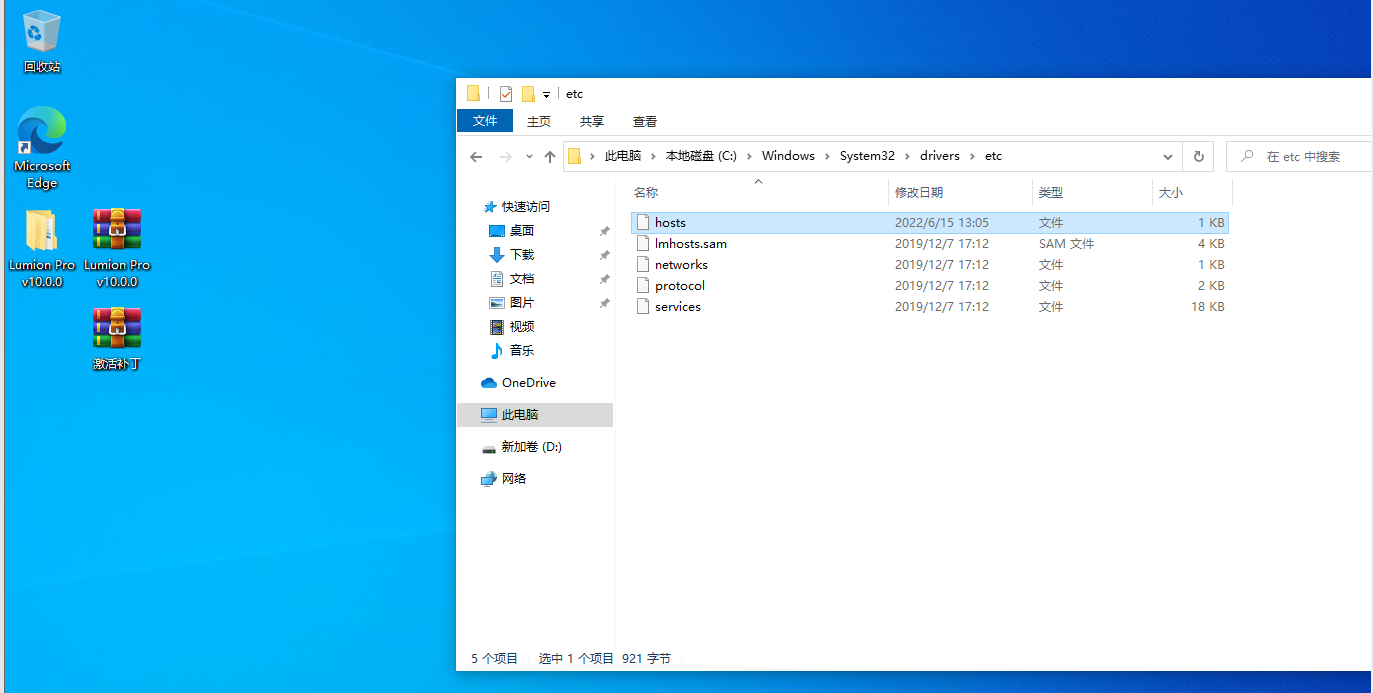 回收站
Microsoft
Edge
Lumion Pro
v10.0.0
Lumion Pro
v10.0.0
激活补丁
etc
文件 主页 共享 查看
此电脑 本地磁盘 (C:) Windows System32 drivers etc
在 etc 中搜索
快速访问
桌面
下载
文档
图片
视频
音乐
OneDrive
此电脑
新加卷 (D:)
网络
名称 修改日期 类型 大小
hosts 2022/6/15 13:05 文件 1 KB
lmhosts.sam 2019/12/7 17:12 SAM 文件 4 KB
networks 2019/12/7 17:12 文件 1 KB
protocol 2019/12/7 17:12 文件 2 KB
services 2019/12/7 17:12 文件 18 KB
5 个项目 选中 1 个项目 921 字节